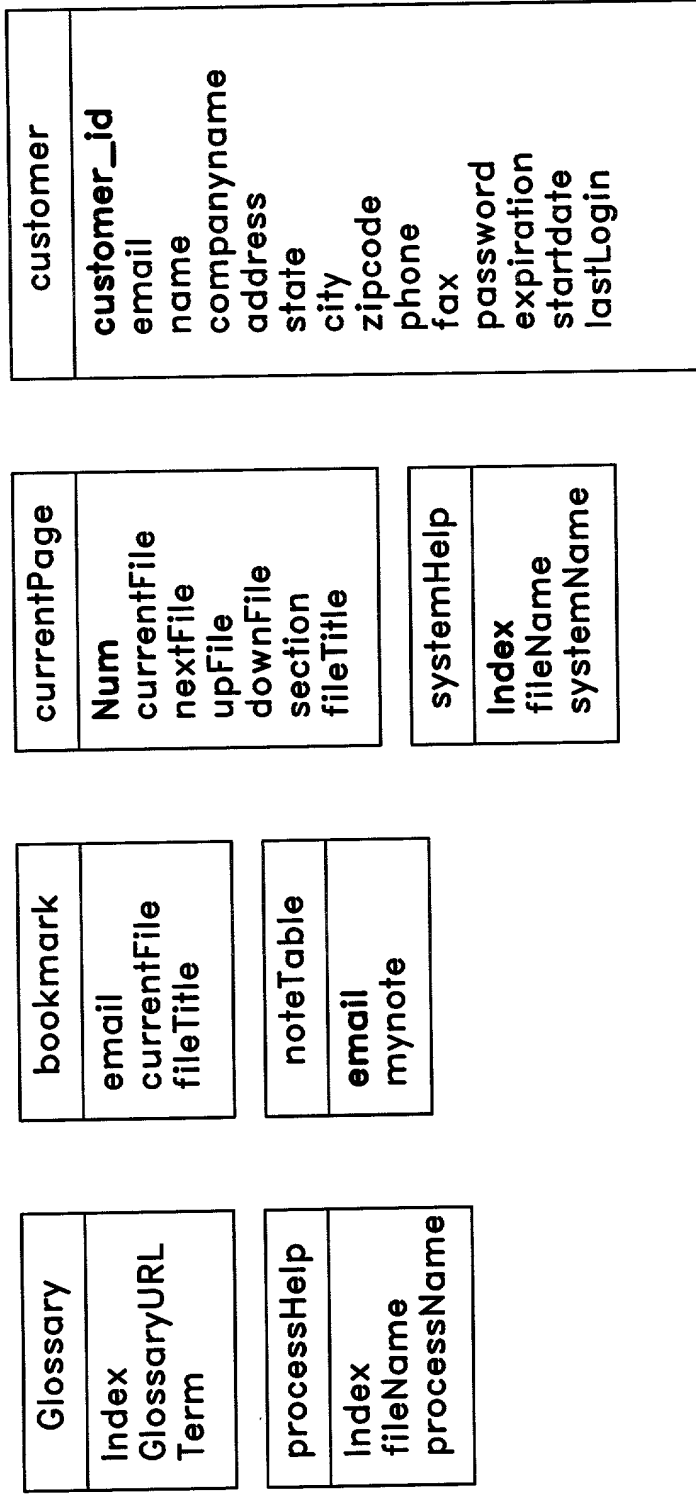 Glossary
Index
GlossaryURL
Term
processHelp
Index
fileName
processName
bookmark
email
currentFile
fileTitle
noteTable
email
mynote
currentPage
Num
currentFile
nextFile
upFile
downFile
section
fileTitle
systemHelp
Index
fileName
systemName
customer
customer_id
email
name
companyname
address
state
city
zipcode
phone
fax
password
expiration
startdate
lastLogin